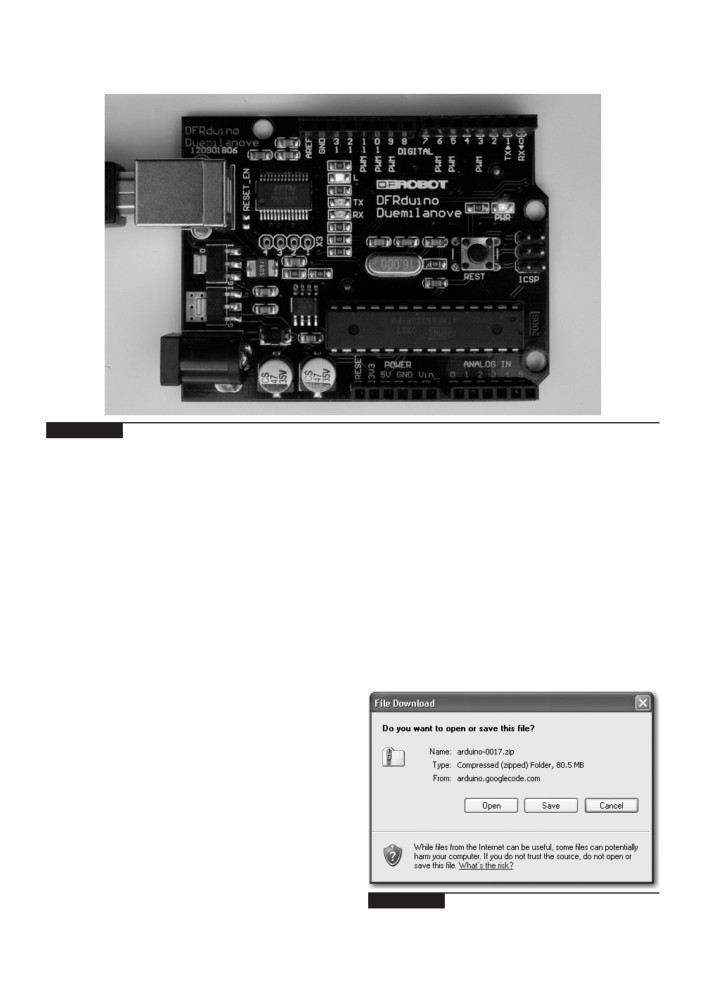 DFRduino
Duemilanove
120901806
RESET_EN
AREF
GND
13
12
11
10
9
8
7
6
5
4
3
2
1
0
PWM
PWM
PWM
PWM
PWM
PWM
TX
RX
DIGITAL
L
TX
RX
DFROBOT
DFRduino
Duemilanove
PWR
X3
16.000
REST
ICSP
2009
47
35V
47
35V
RESET
3V3
POWER
5V GND Vin
ANALOG IN
0 1 2 3 4 5
File Download
Do you want to open or save this file?
Name: arduino-0017.zip
Type: Compressed (zipped) Folder, 80.5 MB
From: arduino.googlecode.com
Open Save Cancel
While files from the Internet can be useful, some files can potentially
harm your computer. If you do not trust the source, do not open or
save this file. What's the risk?